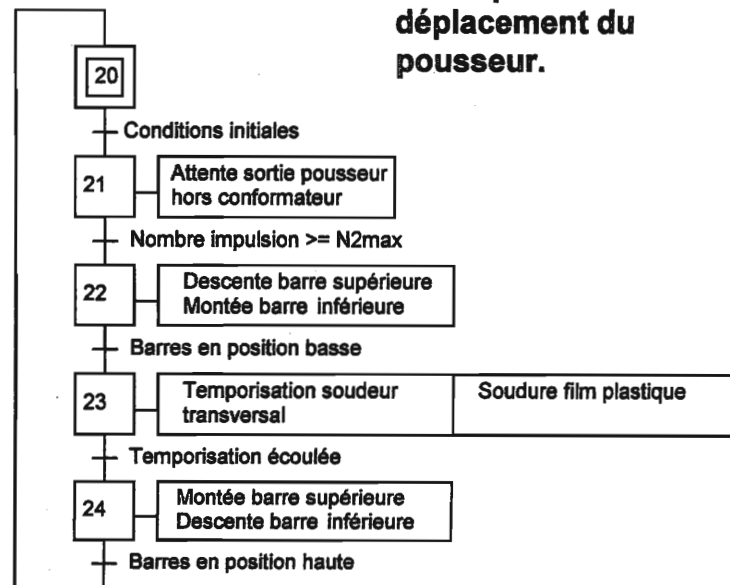 déplacement du
pousseur.
20
Conditions initiales
21
Attente sortie pousseur
hors conformateur
Nombre impulsion >= N2max
22
Descente barre supérieure
Montée barre inférieure
Barres en position basse
23
Temporisation soudeur
transversal
Soudure film plastique
Temporisation écoulée
24
Montée barre supérieure
Descente barre inférieure
Barres en position haute